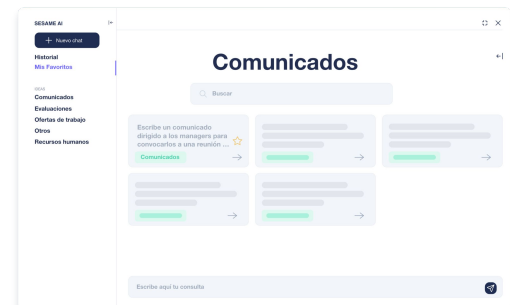 SESAME AI
Nuevo chat
Historial
Mis Favoritos
IDEAS
Comunicados
Evaluaciones
Ofertas de trabajo
Otros
Recursos humanos
Comunicados
Buscar
Escribe un comunicado
dirigido a los managers para
convocarlos a una reunión ...
Comunicados
Escribe aquí tu consulta